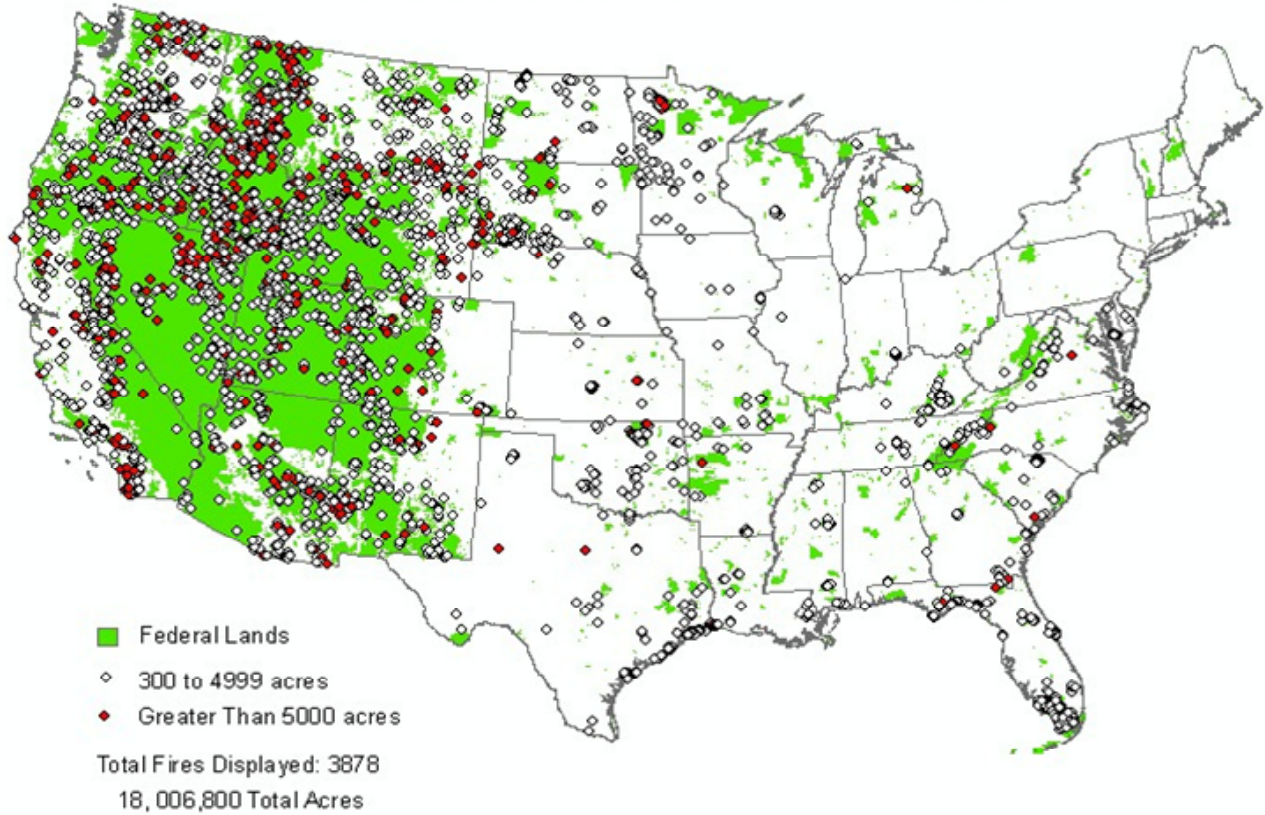 Federal Lands
300 to 4999 acres
Greater Than 5000 acres
Total Fires Displayed: 3878
18, 006,800 Total Acres